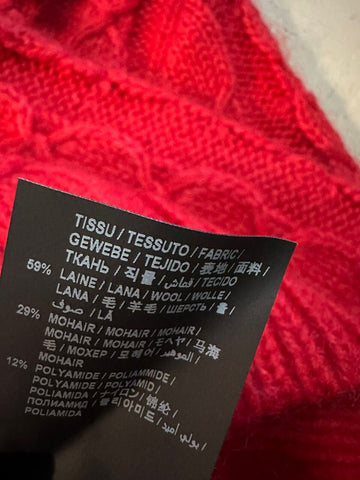 TISSU / TESSUTO / FABRIC /
GEWEBE / TEJIDO / 表地 / 面料 /
ТКАНЬ / 직물 / قماش / TECIDO
59% LAINE / LANA / WOOL / WOLLE /
LANA / 毛 / 羊毛 / ШЕРСТЬ / 울 /
صوف / LÃ
29% MOHAIR / MOHAIR / MOHAIR /
MOHAIR / MOHAIR / モヘヤ / 马海
毛 / МОХЕР / 모헤어 / الموهير /
MOHAIR
12% POLYAMIDE / POLIAMMIDE /
POLYAMIDE / POLYAMID /
POLIAMIDA / ナイロン / 锦纶 /
ПОЛИАМИД / 폴리아미드 / بولي أميد /
POLIAMIDA